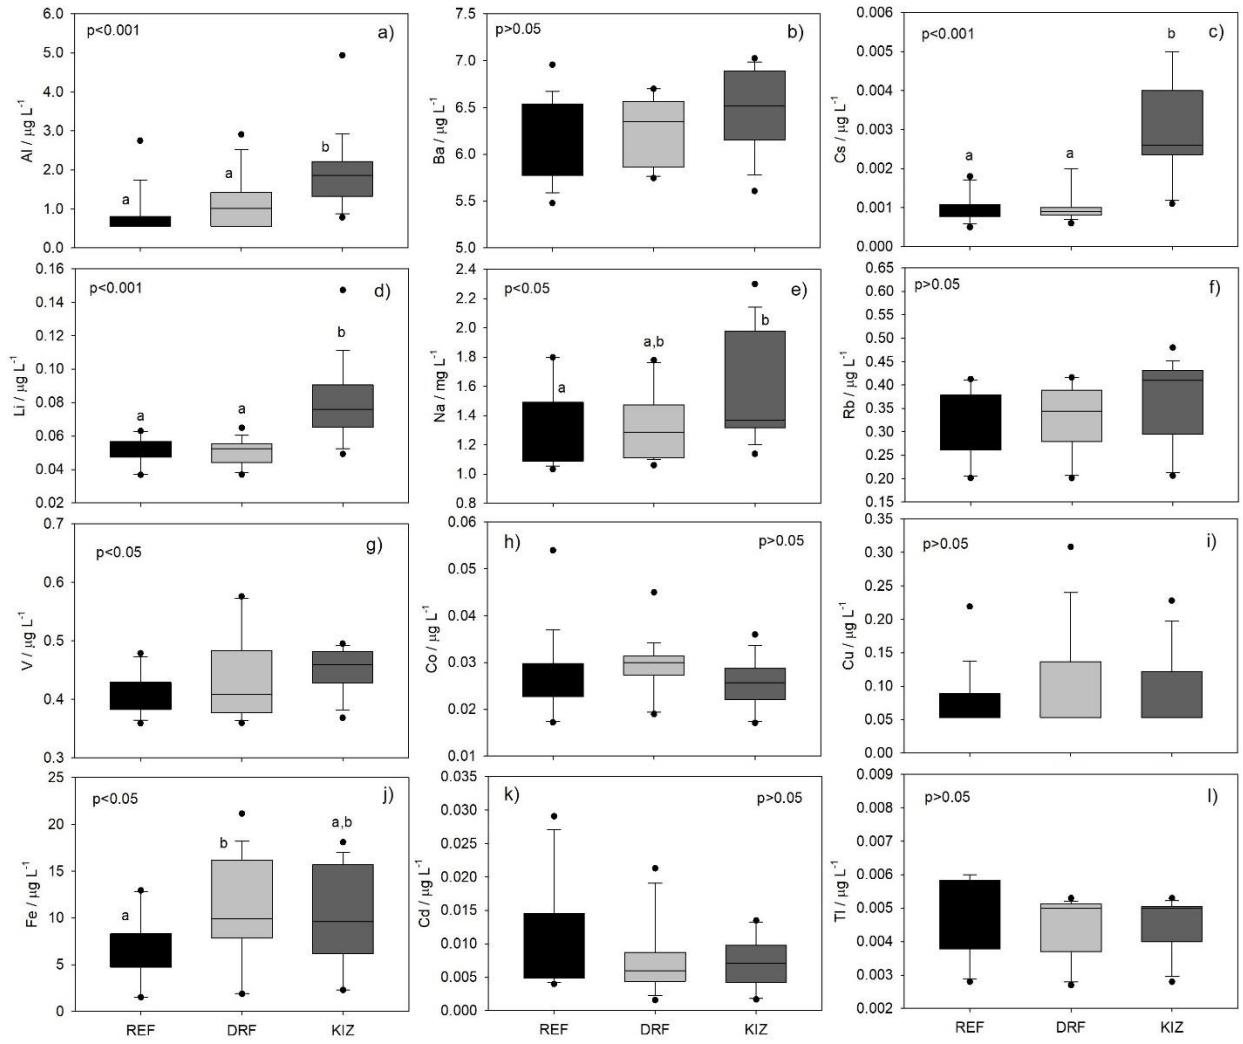 p<0.001
a)
6.0
5.0
4.0
3.0
2.0
1.0
0.0
Al / μg L⁻¹
a
a
b
p>0.05
b)
7.5
7.0
6.5
6.0
5.5
5.0
Ba / μg L⁻¹
p<0.001
c)
0.006
0.005
0.004
0.003
0.002
0.001
0.000
Cs / μg L⁻¹
a
a
b
p<0.001
d)
0.16
0.14
0.12
0.10
0.08
0.06
0.04
0.02
Li / μg L⁻¹
a
a
b
p<0.05
e)
2.4
2.2
2.0
1.8
1.6
1.4
1.2
1.0
0.8
Na / mg L⁻¹
a
a,b
b
p>0.05
f)
0.65
0.60
0.55
0.50
0.45
0.40
0.35
0.30
0.25
0.20
0.15
Rb / μg L⁻¹
p<0.05
g)
0.7
0.6
0.5
0.4
0.3
V / μg L⁻¹
h)
p>0.05
0.06
0.05
0.04
0.03
0.02
0.01
Co / μg L⁻¹
p>0.05
i)
0.35
0.30
0.25
0.20
0.15
0.10
0.05
0.00
Cu / μg L⁻¹
p<0.05
j)
25
20
15
10
5
0
Fe / μg L⁻¹
a
b
a,b
REF
DRF
KIZ
k)
p>0.05
0.035
0.030
0.025
0.020
0.015
0.010
0.005
0.000
Cd / μg L⁻¹
REF
DRF
KIZ
p>0.05
l)
0.009
0.008
0.007
0.006
0.005
0.004
0.003
0.002
Tl / μg L⁻¹
REF
DRF
KIZ